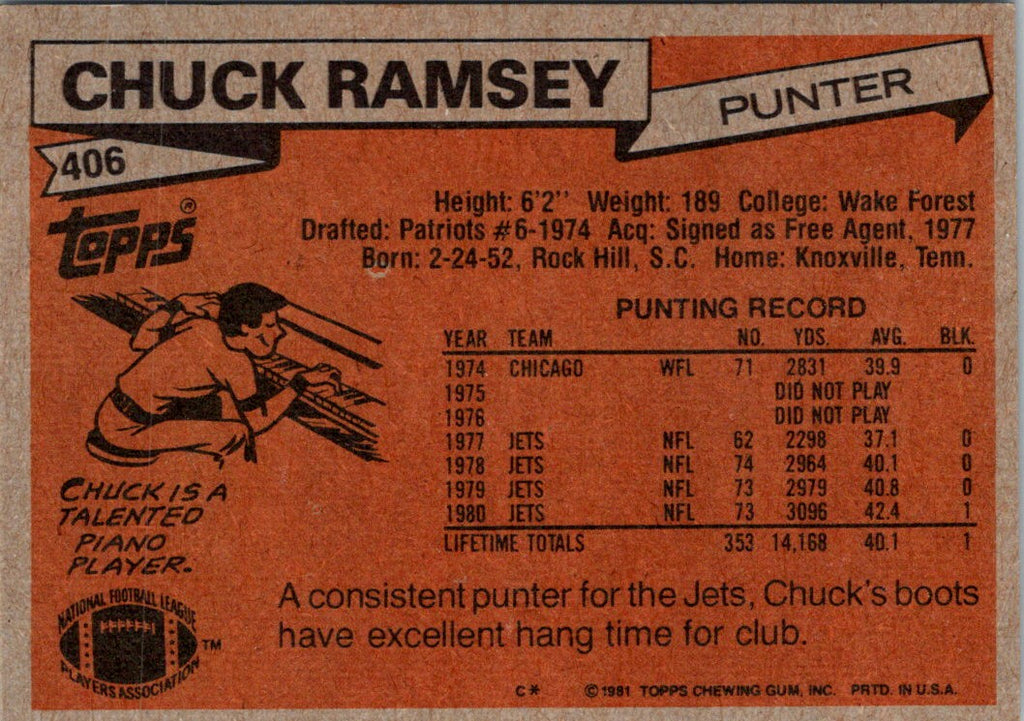 CHUCK RAMSEY
PUNTER
406
TOPPS®
Height: 6'2'' Weight: 189 College: Wake Forest
Drafted: Patriots #6-1974 Acq: Signed as Free Agent, 1977
Born: 2-24-52, Rock Hill, S.C. Home: Knoxville, Tenn.
PUNTING RECORD
YEAR TEAM NO. YDS. AVG. BLK.
1974 CHICAGO WFL 71 2831 39.9 0
1975 DID NOT PLAY
1976 DID NOT PLAY
1977 JETS NFL 62 2298 37.1 0
1978 JETS NFL 74 2964 40.1 0
1979 JETS NFL 73 2979 40.8 0
1980 JETS NFL 73 3096 42.4 1
LIFETIME TOTALS 353 14,168 40.1 1
CHUCK IS A
TALENTED
PIANO
PLAYER.
A consistent punter for the Jets, Chuck's boots
have excellent hang time for club.
NATIONAL FOOTBALL LEAGUE
PLAYERS ASSOCIATION
TM
C* ©1981 TOPPS CHEWING GUM, INC. PRTD. IN U.S.A.